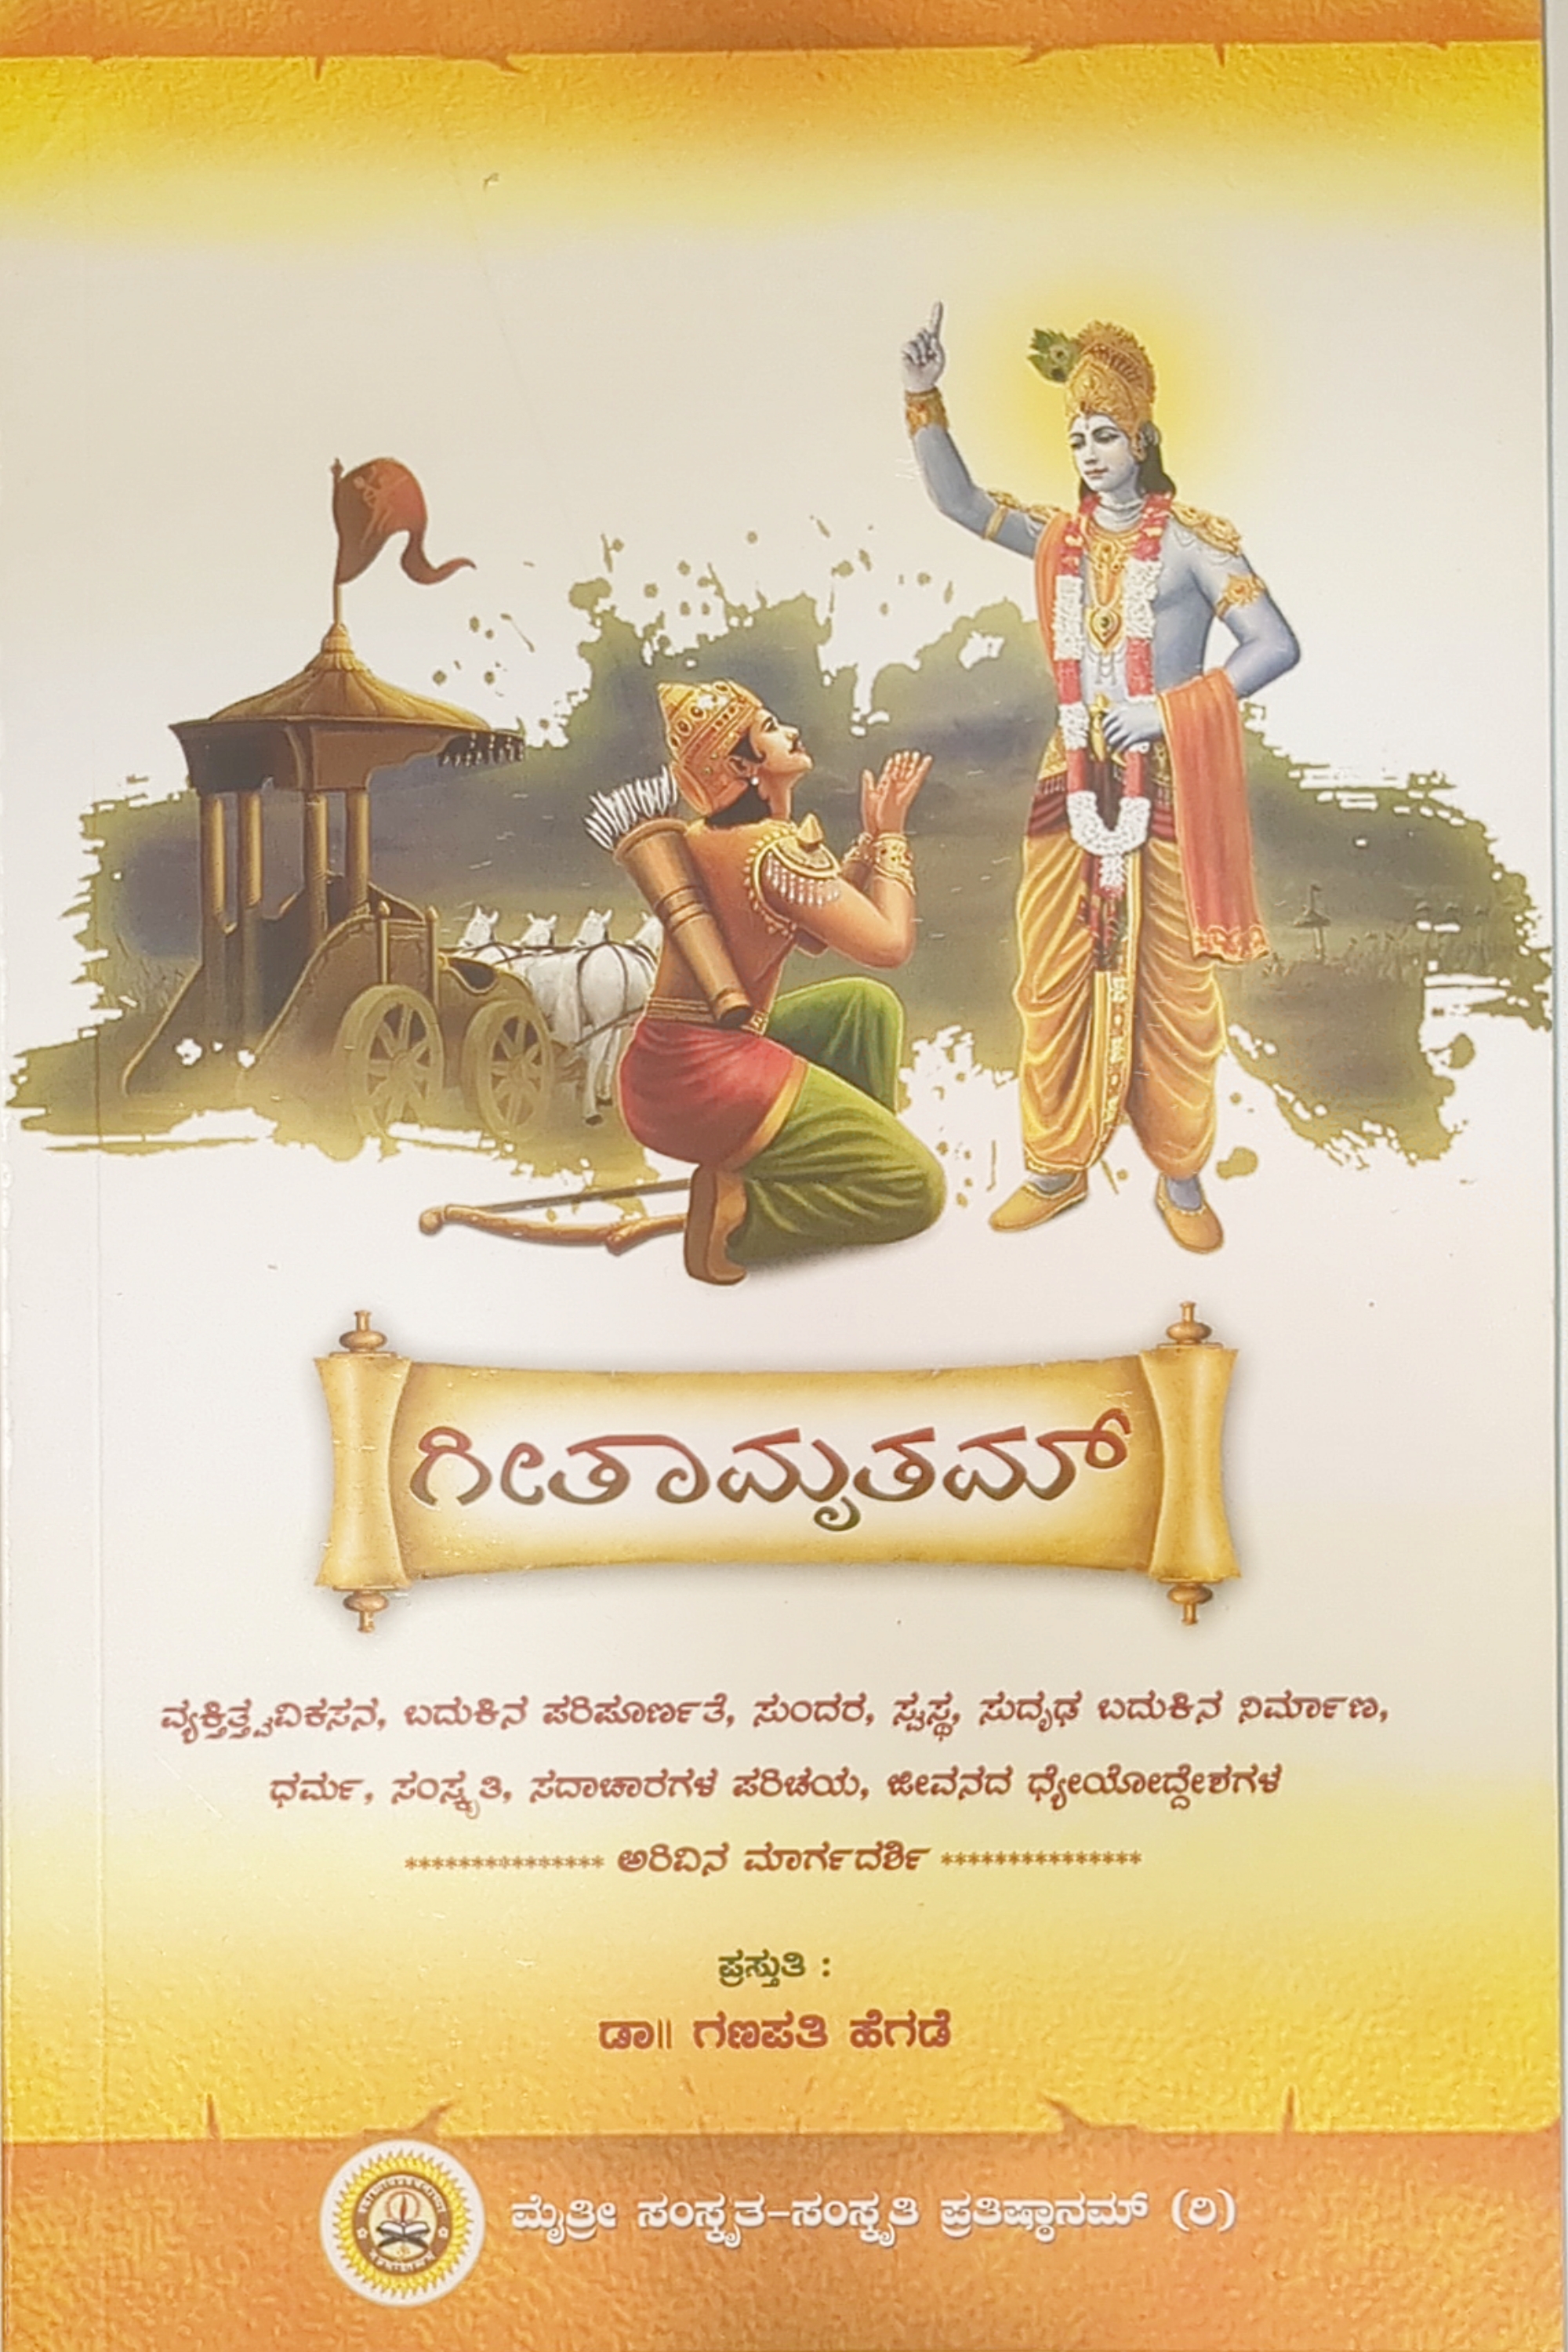 ಗೀತಾಮೃತಮ್
ವ್ಯಕ್ತಿತ್ತ್ವವಿಕಸನ, ಬದುಕಿನ ಪರಿಪೂರ್ಣತೆ, ಸುಂದರ, ಸ್ವಸ್ಥ, ಸುದೃಢ ಬದುಕಿನ ನಿರ್ಮಾಣ,
ಧರ್ಮ, ಸಂಸ್ಕೃತಿ, ಸದಾಚಾರಗಳ ಪರಿಚಯ, ಜೀವನದ ಧ್ಯೇಯೋದ್ದೇಶಗಳ
*************** ಅರಿವಿನ ಮಾರ್ಗದರ್ಶಿ ***************
ಪ್ರಸ್ತುತಿ :
ಡಾ|| ಗಣಪತಿ ಹೆಗಡೆ
ಮೈತ್ರೀ ಸಂಸ್ಕೃತ-ಸಂಸ್ಕೃತಿ ಪ್ರತಿಷ್ಠಾನಮ್ (ರಿ)